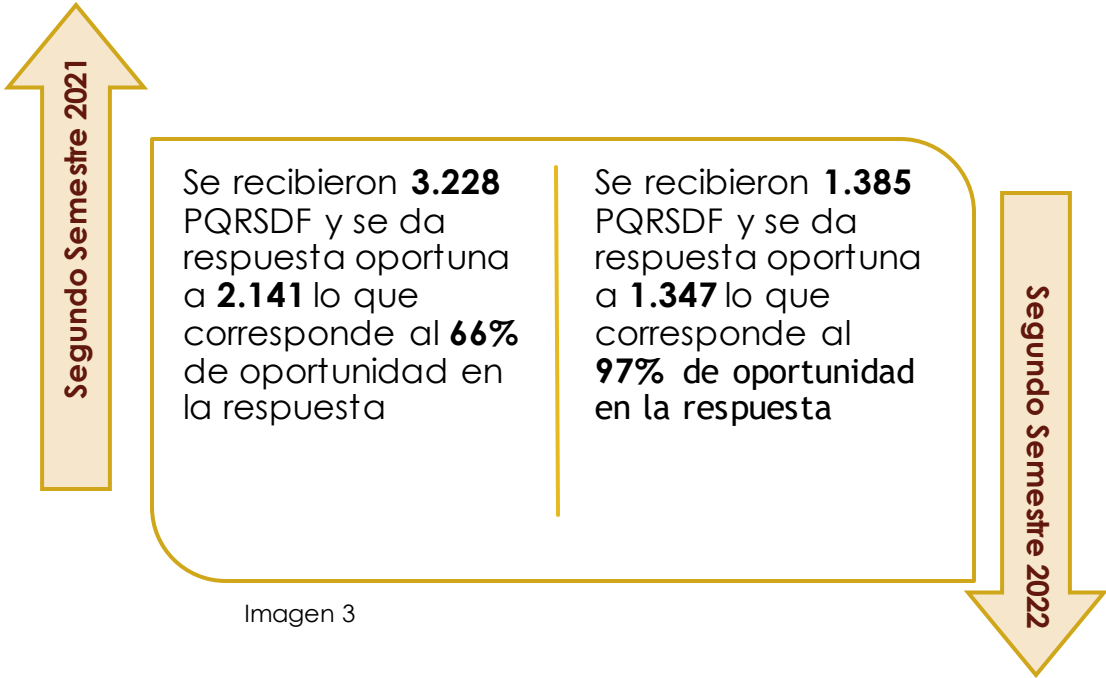 Segundo Semestre 2021
Se recibieron 3.228
PQRSDF y se da
respuesta oportuna
a 2.141 lo que
corresponde al 66%
de oportunidad en
la respuesta
Se recibieron 1.385
PQRSDF y se da
respuesta oportuna
a 1.347 lo que
corresponde al
97% de oportunidad
en la respuesta
Segundo Semestre 2022
Imagen 3